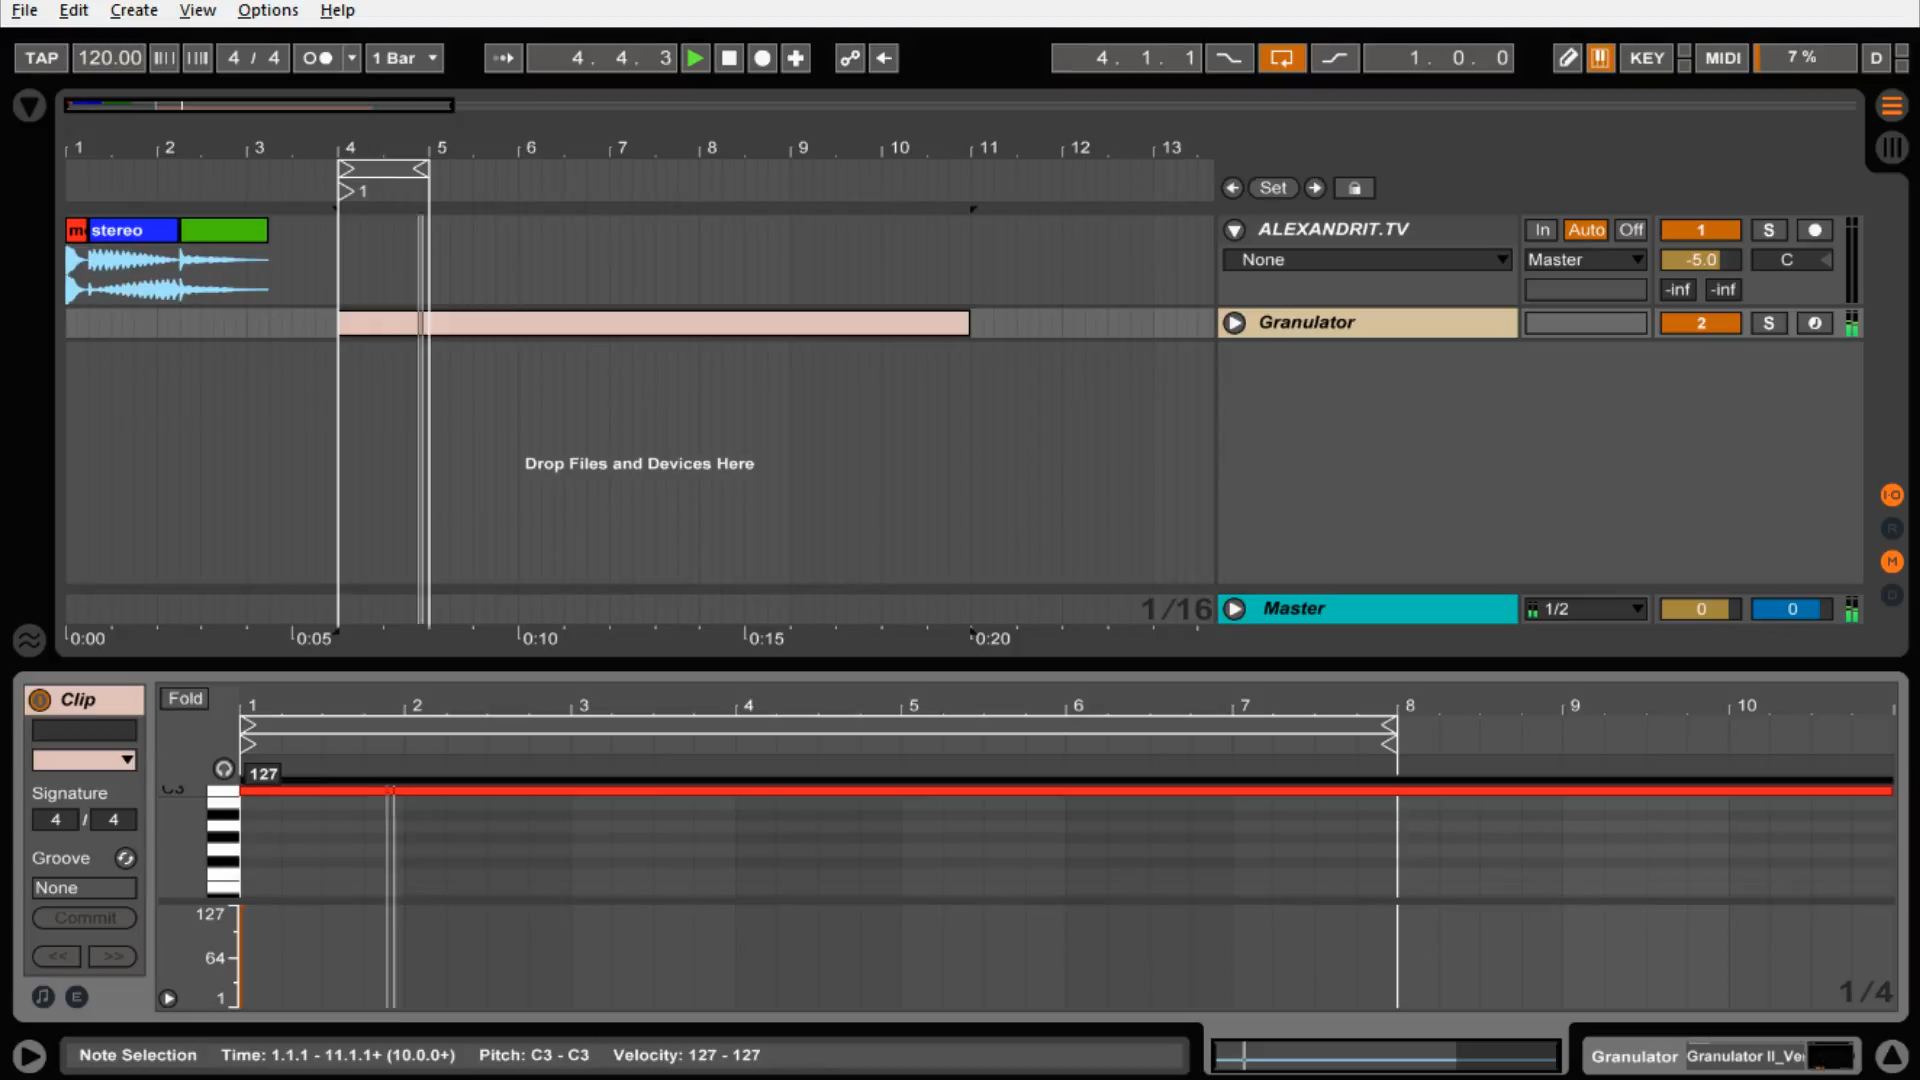 File Edit Create View Options Help
TAP 120.00 4 / 4 1 Bar 4. 4. 3 4. 1. 1 1. 0. 0 KEY MIDI 7 % D
1 2 3 4 5 6 7 8 9 10 11 12 13
1 Set
stereo ALEXANDRIT.TV In Auto Off 1 S
None Master -5.0 C
-inf -inf
Granulator 2 S
Drop Files and Devices Here
1/16 Master 1/2 0 0
0:00 0:05 0:10 0:15 0:20
Clip Fold 1 2 3 4 5 6 7 8 9 10
127
C3
Signature
4 / 4
Groove
None
Commit
<< >>
127
64
1
1/4
Note Selection Time: 1.1.1 - 11.1.1+ (10.0.0+) Pitch: C3 - C3 Velocity: 127 - 127 Granulator Granulator II_Ve